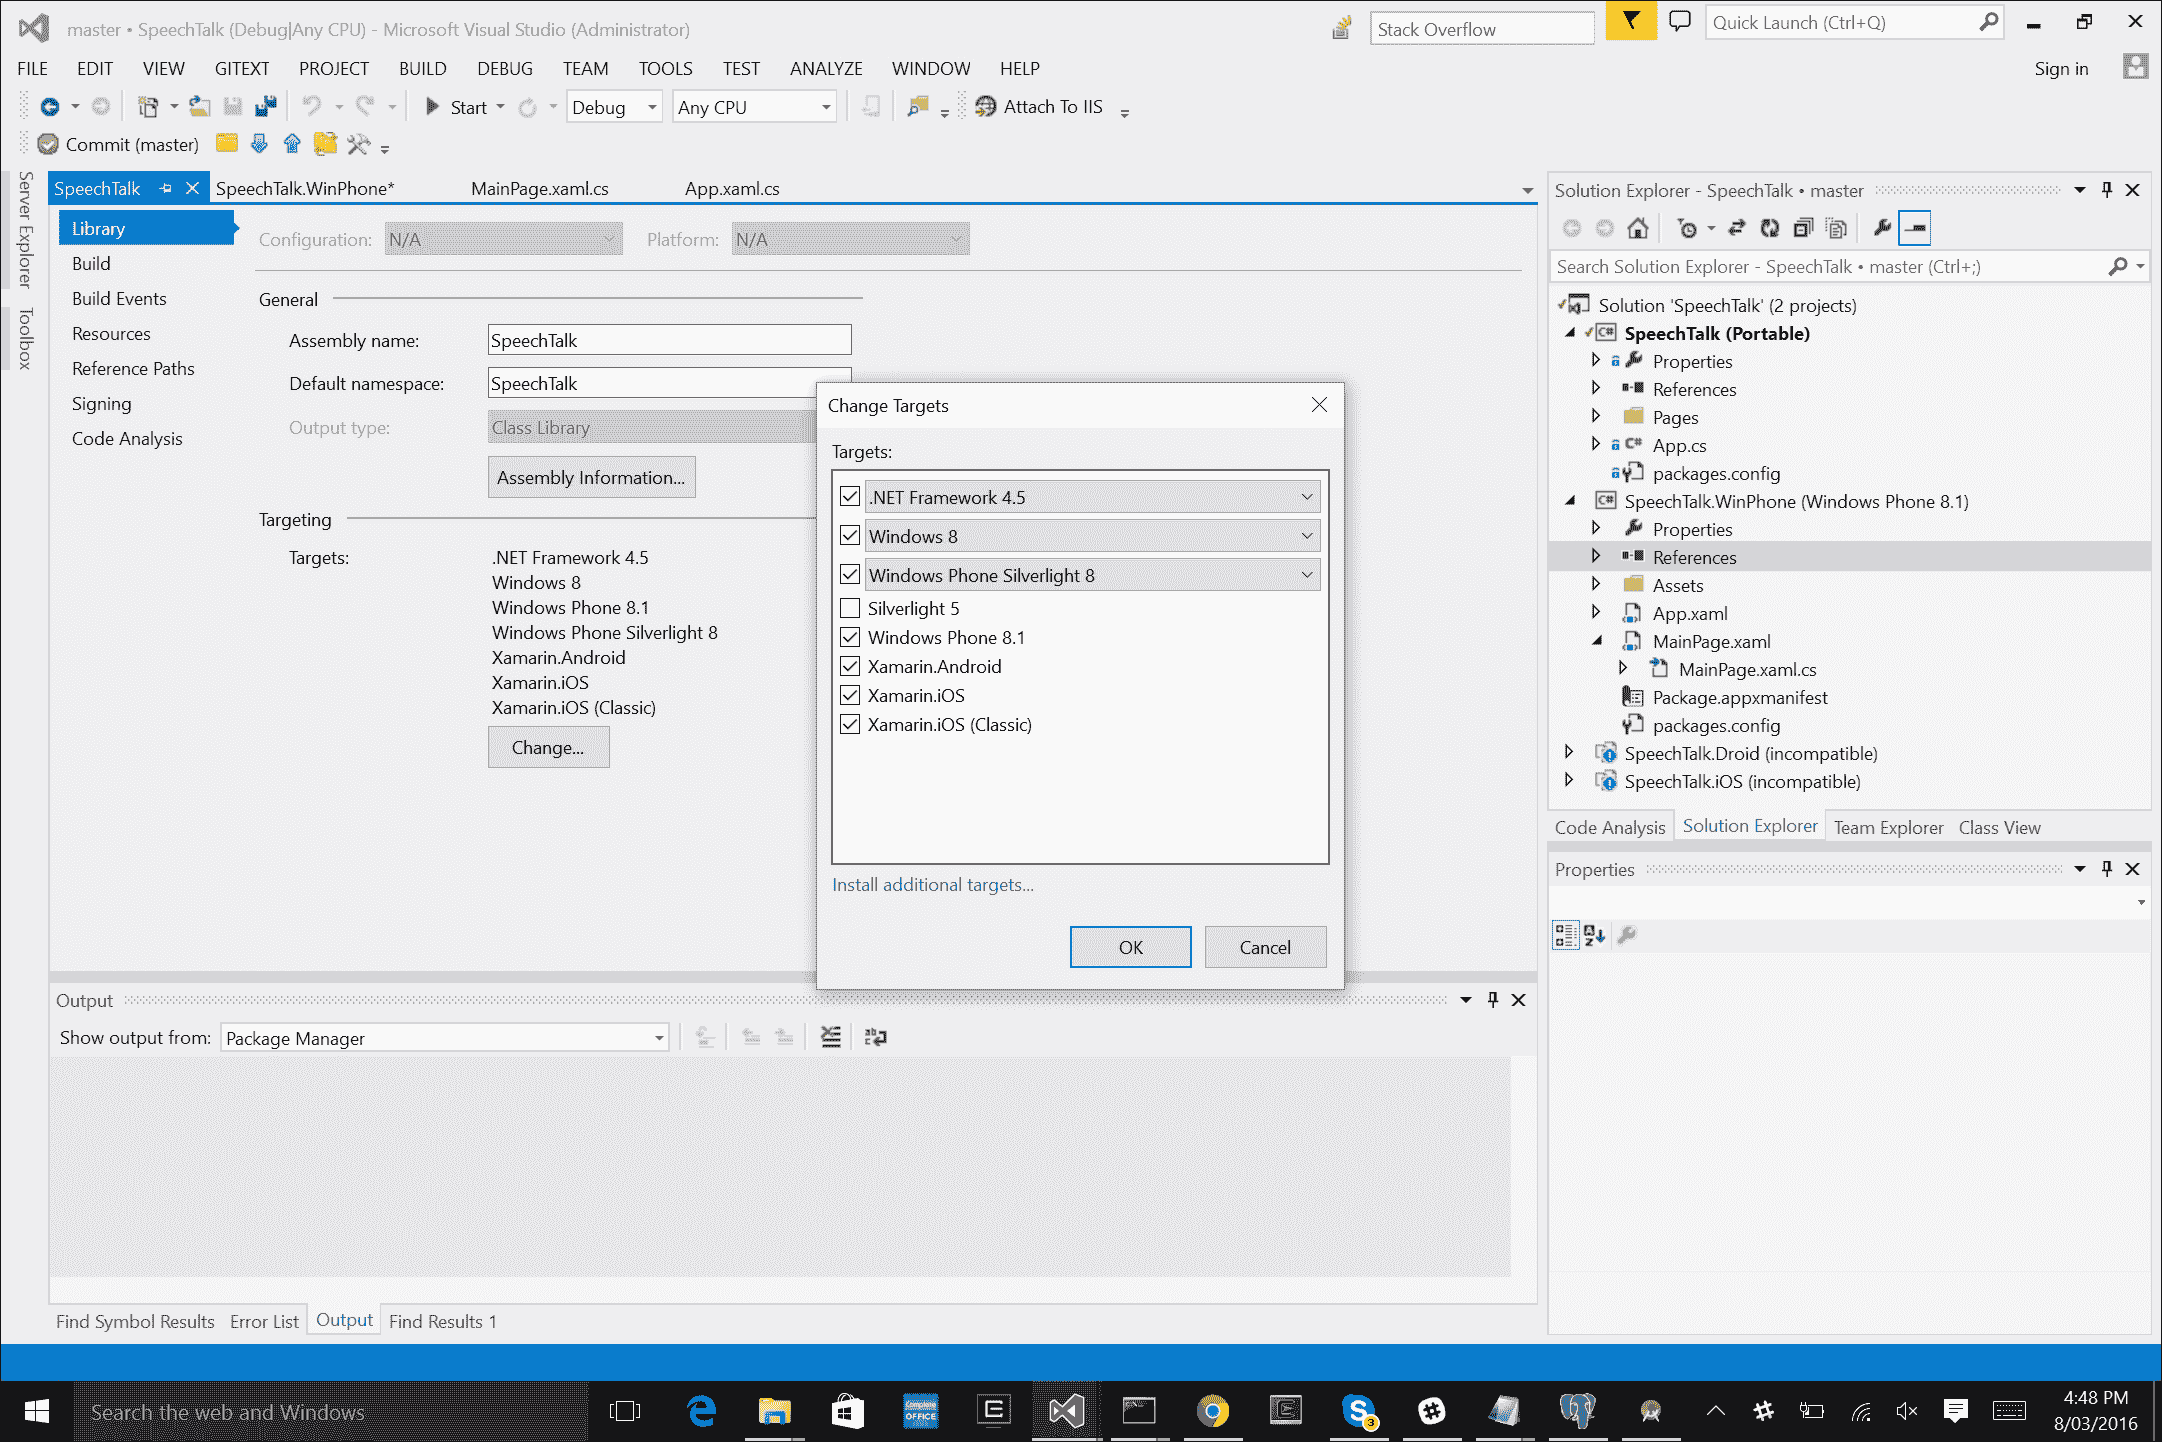 master • SpeechTalk (Debug|Any CPU) - Microsoft Visual Studio (Administrator)
Stack Overflow
Quick Launch (Ctrl+Q)
FILE EDIT VIEW GITEXT PROJECT BUILD DEBUG TEAM TOOLS TEST ANALYZE WINDOW HELP
Sign in
Start Debug Any CPU Attach To IIS
Commit (master)
Server Explorer
Toolbox
SpeechTalk SpeechTalk.WinPhone* MainPage.xaml.cs App.xaml.cs
Library
Build
Build Events
Resources
Reference Paths
Signing
Code Analysis
Configuration: N/A Platform: N/A
General
Assembly name: SpeechTalk
Default namespace: SpeechTalk
Output type: Class Library
Assembly Information...
Targeting
Targets: .NET Framework 4.5
Windows 8
Windows Phone 8.1
Windows Phone Silverlight 8
Xamarin.Android
Xamarin.iOS
Xamarin.iOS (Classic)
Change...
Change Targets
Targets:
.NET Framework 4.5
Windows 8
Windows Phone Silverlight 8
Silverlight 5
Windows Phone 8.1
Xamarin.Android
Xamarin.iOS
Xamarin.iOS (Classic)
Install additional targets...
OK Cancel
Solution Explorer - SpeechTalk • master
Search Solution Explorer - SpeechTalk • master (Ctrl+;)
Solution 'SpeechTalk' (2 projects)
C# SpeechTalk (Portable)
Properties
References
Pages
C# App.cs
packages.config
C# SpeechTalk.WinPhone (Windows Phone 8.1)
Properties
References
Assets
App.xaml
MainPage.xaml
MainPage.xaml.cs
Package.appxmanifest
packages.config
SpeechTalk.Droid (incompatible)
SpeechTalk.iOS (incompatible)
Code Analysis Solution Explorer Team Explorer Class View
Properties
Output
Show output from: Package Manager
Find Symbol Results Error List Output Find Results 1
Search the web and Windows
Complete OFFICE
3
4:48 PM
8/03/2016